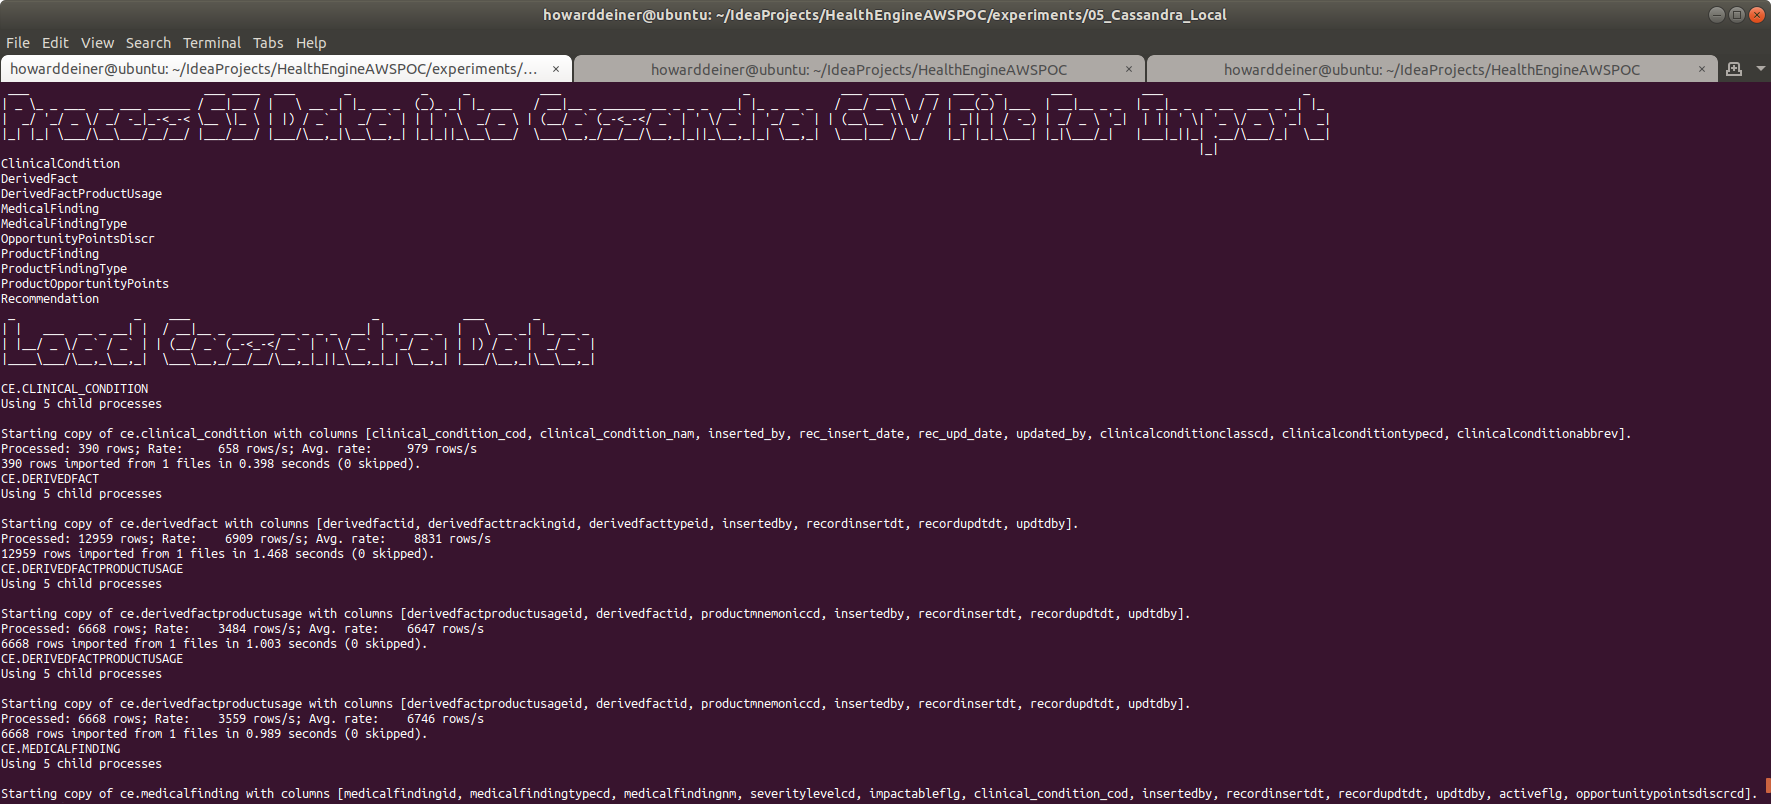 howarddeiner@ubuntu: ~/IdeaProjects/HealthEngineAWSPOC/experiments/05_Cassandra_Local
File Edit View Search Terminal Tabs Help
howarddeiner@ubuntu: ~/IdeaProjects/HealthEngineAWSPOC/experiments/... × howarddeiner@ubuntu: ~/IdeaProjects/HealthEngineAWSPOC × howarddeiner@ubuntu: ~/IdeaProjects/HealthEngineAWSPOC ×
Process S3 Data into Cassandra CSV File For Import
ClinicalCondition
DerivedFact
DerivedFactProductUsage
MedicalFinding
MedicalFindingType
OpportunityPointsDiscr
ProductFinding
ProductFindingType
ProductOpportunityPoints
Recommendation
Load Cassandra Data
CE.CLINICAL_CONDITION
Using 5 child processes
Starting copy of ce.clinical_condition with columns [clinical_condition_cod, clinical_condition_nam, inserted_by, rec_insert_date, rec_upd_date, updated_by, clinicalconditionclasscd, clinicalconditiontypecd, clinicalconditionabbrev].
Processed: 390 rows; Rate: 658 rows/s; Avg. rate: 979 rows/s
390 rows imported from 1 files in 0.398 seconds (0 skipped).
CE.DERIVEDFACT
Using 5 child processes
Starting copy of ce.derivedfact with columns [derivedfactid, derivedfacttrackingid, derivedfacttypeid, insertedby, recordinsertdt, recordupdtdt, updtdby].
Processed: 12959 rows; Rate: 6909 rows/s; Avg. rate: 8831 rows/s
12959 rows imported from 1 files in 1.468 seconds (0 skipped).
CE.DERIVEDFACTPRODUCTUSAGE
Using 5 child processes
Starting copy of ce.derivedfactproductusage with columns [derivedfactproductusageid, derivedfactid, productmnemoniccd, insertedby, recordinsertdt, recordupdtdt, updtdby].
Processed: 6668 rows; Rate: 3484 rows/s; Avg. rate: 6647 rows/s
6668 rows imported from 1 files in 1.003 seconds (0 skipped).
CE.DERIVEDFACTPRODUCTUSAGE
Using 5 child processes
Starting copy of ce.derivedfactproductusage with columns [derivedfactproductusageid, derivedfactid, productmnemoniccd, insertedby, recordinsertdt, recordupdtdt, updtdby].
Processed: 6668 rows; Rate: 3559 rows/s; Avg. rate: 6746 rows/s
6668 rows imported from 1 files in 0.989 seconds (0 skipped).
CE.MEDICALFINDING
Using 5 child processes
Starting copy of ce.medicalfinding with columns [medicalfindingid, medicalfindingtypecd, medicalfindingnm, severitylevelcd, impactableflg, clinical_condition_cod, insertedby, recordinsertdt, recordupdtdt, updtdby, activeflg, opportunitypointsdiscrcd].